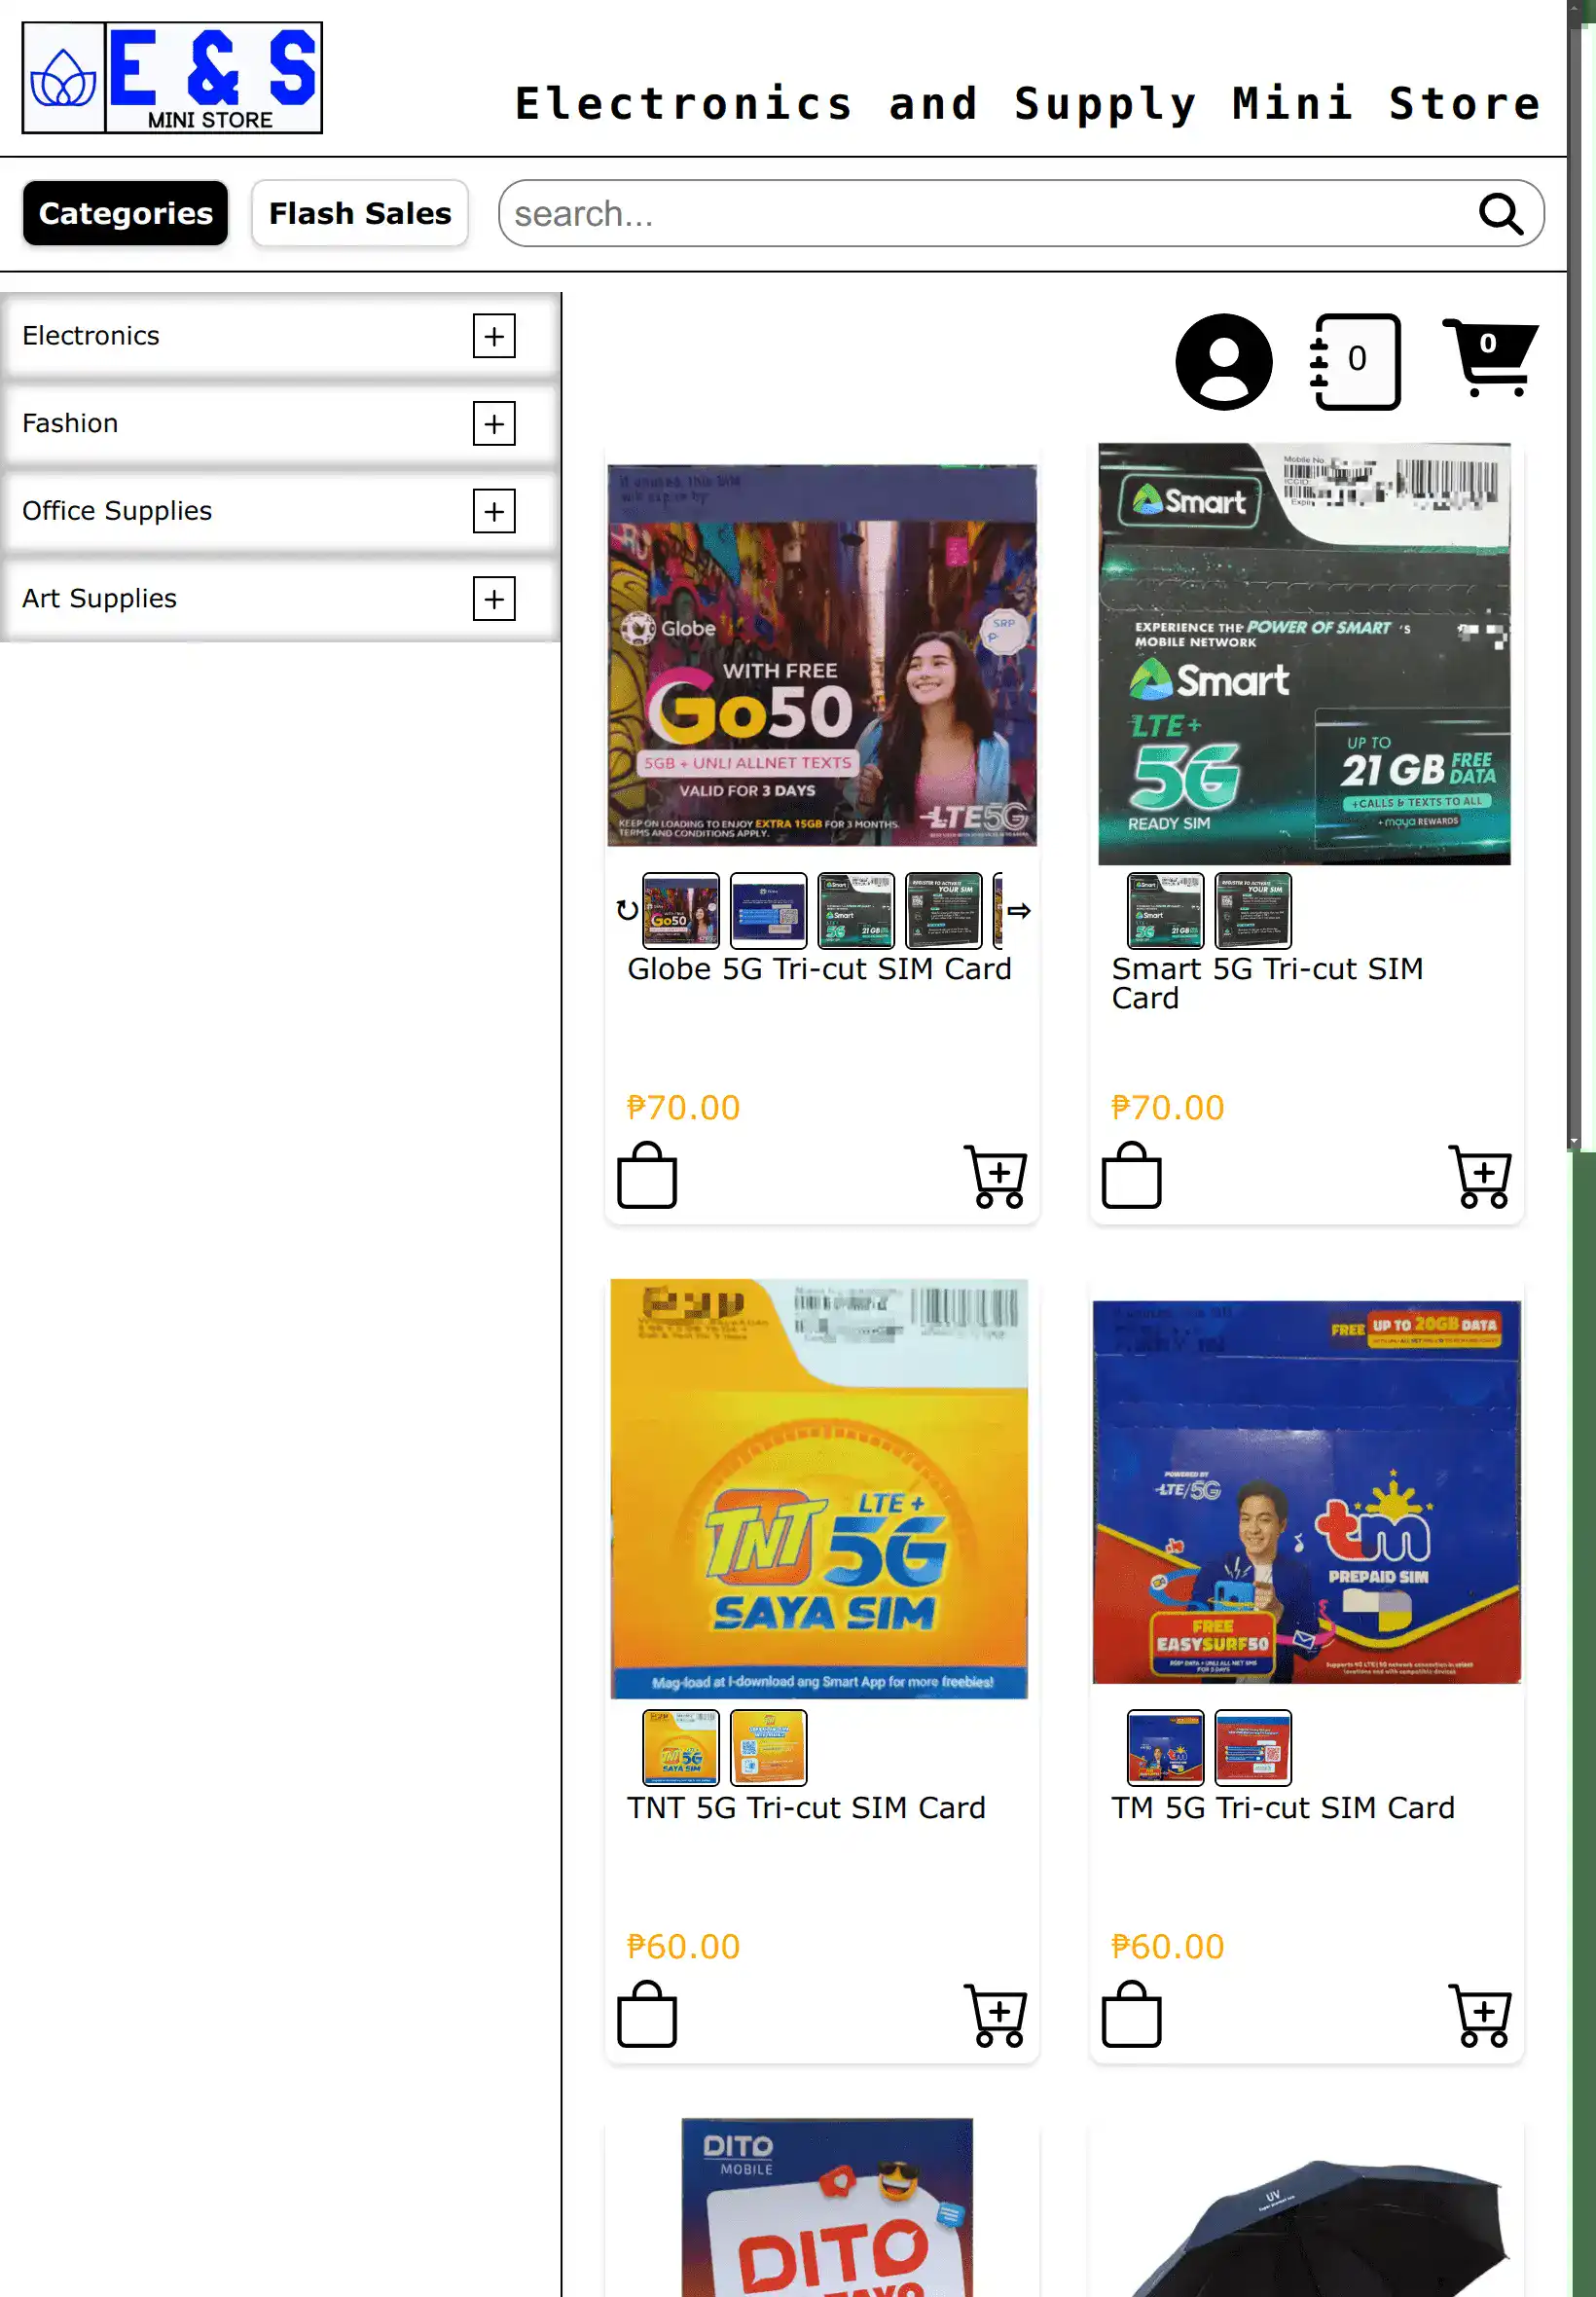 E & S
MINI STORE
Electronics and Supply Mini Store
Categories
Flash Sales
search...
Electronics
Fashion
Office Supplies
Art Supplies
0
0
Globe
SRP
₱
WITH FREE
Go50
5GB + UNLI ALLNET TEXTS
VALID FOR 3 DAYS
KEEP ON LOADING TO ENJOY EXTRA 15GB FOR 3 MONTHS.
TERMS AND CONDITIONS APPLY.
LTE5G
Globe 5G Tri-cut SIM Card
₱70.00
Mobile No.
ICCID:
Smart
EXPERIENCE THE POWER OF SMART 'S
MOBILE NETWORK
Smart
LTE+
5G
READY SIM
UP TO
21 GB FREE DATA
+CALLS & TEXTS TO ALL
+maya REWARDS
Smart 5G Tri-cut SIM
Card
₱70.00
TNT
LTE +
5G
SAYA SIM
Mag-load at I-download ang Smart App for more freebies!
TNT 5G Tri-cut SIM Card
₱60.00
FREE UP TO 20GB DATA
POWERED BY
LTE/5G
tm
PREPAID SIM
FREE
EASYSURF50
TM 5G Tri-cut SIM Card
₱60.00
DITO
MOBILE
DITO
UV